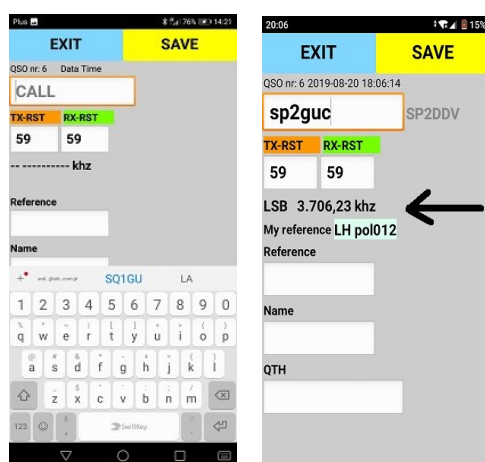 Plus 76% 14:21
EXIT SAVE
QSO nr: 6 Data Time
CALL
TX-RST RX-RST
59 59
-- ---------- khz
Reference
Name
SQ1GU LA
1 2 3 4 5 6 7 8 9 0
q w e r t y u i o p
a s d f g h j k l
z x c v b n m
123 , SwiftKey .
20:06 15%
EXIT SAVE
QSO nr: 6 2019-08-20 18:06:14
sp2guc SP2DDV
TX-RST RX-RST
59 59
LSB 3.706,23 khz
My reference LH pol012
Reference
Name
QTH